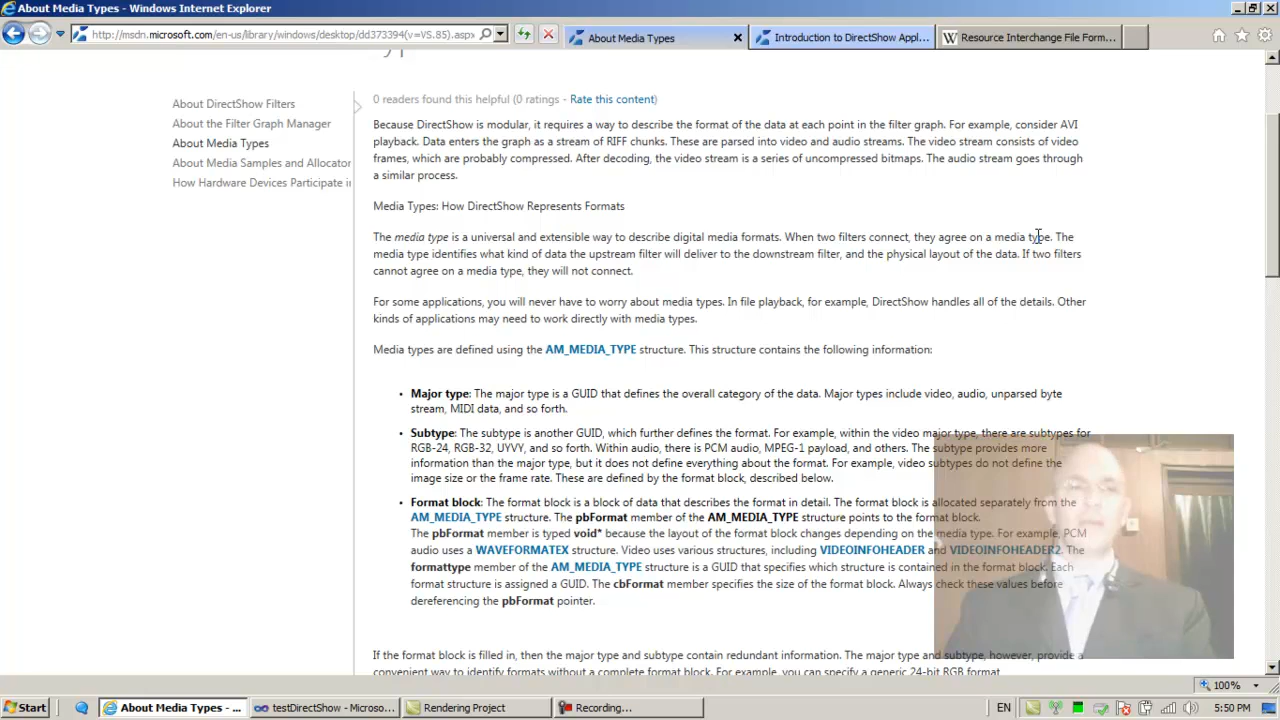 About Media Types - Windows Internet Explorer
http://msdn.microsoft.com/en-us/library/windows/desktop/dd373394(v=VS.85).aspx
About Media Types
Introduction to DirectShow Appl...
Resource Interchange File Form...
0 readers found this helpful (0 ratings - Rate this content)
About DirectShow Filters
About the Filter Graph Manager
About Media Types
About Media Samples and Allocator
How Hardware Devices Participate i
Because DirectShow is modular, it requires a way to describe the format of the data at each point in the filter graph. For example, consider AVI
playback. Data enters the graph as a stream of RIFF chunks. These are parsed into video and audio streams. The video stream consists of video
frames, which are probably compressed. After decoding, the video stream is a series of uncompressed bitmaps. The audio stream goes through
a similar process.
Media Types: How DirectShow Represents Formats
The media type is a universal and extensible way to describe digital media formats. When two filters connect, they agree on a media type. The
media type identifies what kind of data the upstream filter will deliver to the downstream filter, and the physical layout of the data. If two filters
cannot agree on a media type, they will not connect.
For some applications, you will never have to worry about media types. In file playback, for example, DirectShow handles all of the details. Other
kinds of applications may need to work directly with media types.
Media types are defined using the AM_MEDIA_TYPE structure. This structure contains the following information:
• Major type: The major type is a GUID that defines the overall category of the data. Major types include video, audio, unparsed byte
stream, MIDI data, and so forth.
• Subtype: The subtype is another GUID, which further defines the format. For example, within the video major type, there are subtypes for
RGB-24, RGB-32, UYVY, and so forth. Within audio, there is PCM audio, MPEG-1 payload, and others. The subtype provides more
information than the major type, but it does not define everything about the format. For example, video subtypes do not define the
image size or the frame rate. These are defined by the format block, described below.
• Format block: The format block is a block of data that describes the format in detail. The format block is allocated separately from the
AM_MEDIA_TYPE structure. The pbFormat member of the AM_MEDIA_TYPE structure points to the format block.
The pbFormat member is typed void* because the layout of the format block changes depending on the media type. For example, PCM
audio uses a WAVEFORMATEX structure. Video uses various structures, including VIDEOINFOHEADER and VIDEOINFOHEADER2. The
formattype member of the AM_MEDIA_TYPE structure is a GUID that specifies which structure is contained in the format block. Each
format structure is assigned a GUID. The cbFormat member specifies the size of the format block. Always check these values before
dereferencing the pbFormat pointer.
If the format block is filled in, then the major type and subtype contain redundant information. The major type and subtype, however, provide a
convenient way to identify formats without a complete format block. For example, you can specify a generic 24-bit RGB format
100%
Start
About Media Types - ...
testDirectShow - Microso...
Rendering Project
Recording...
EN
5:50 PM